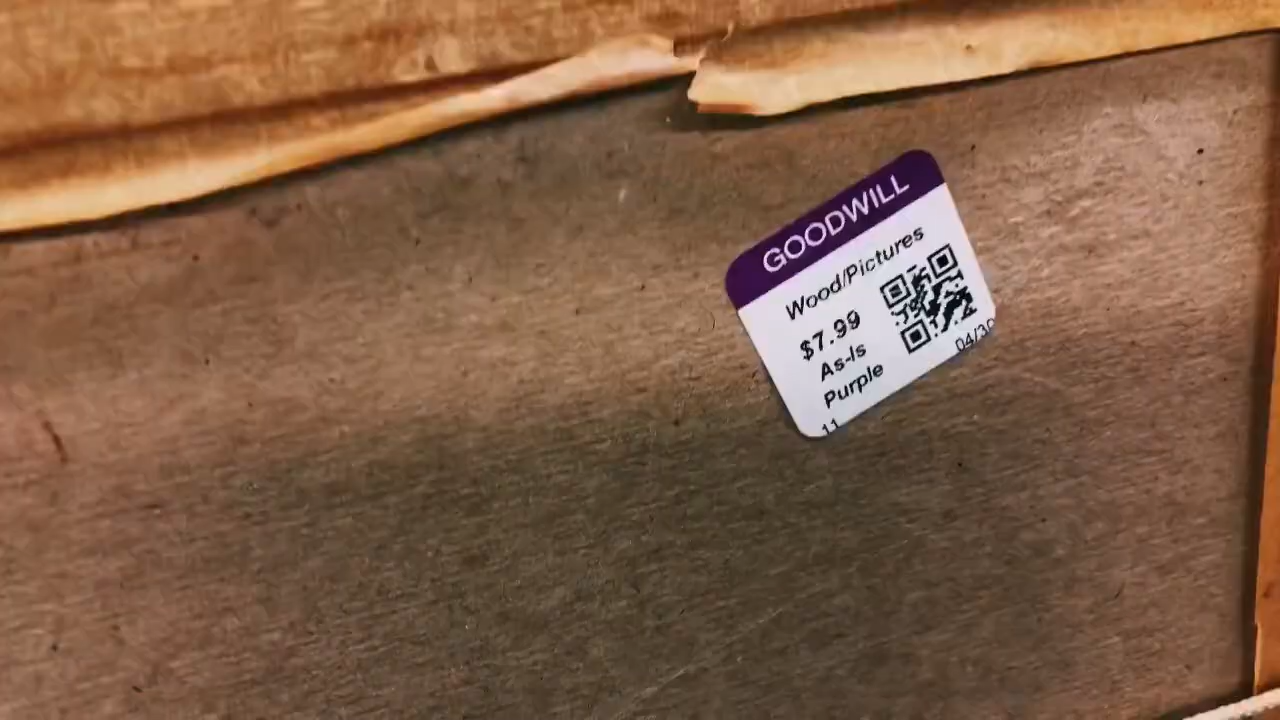 GOODWILL
Wood/Pictures
$7.99
As-Is
Purple
11
04/30